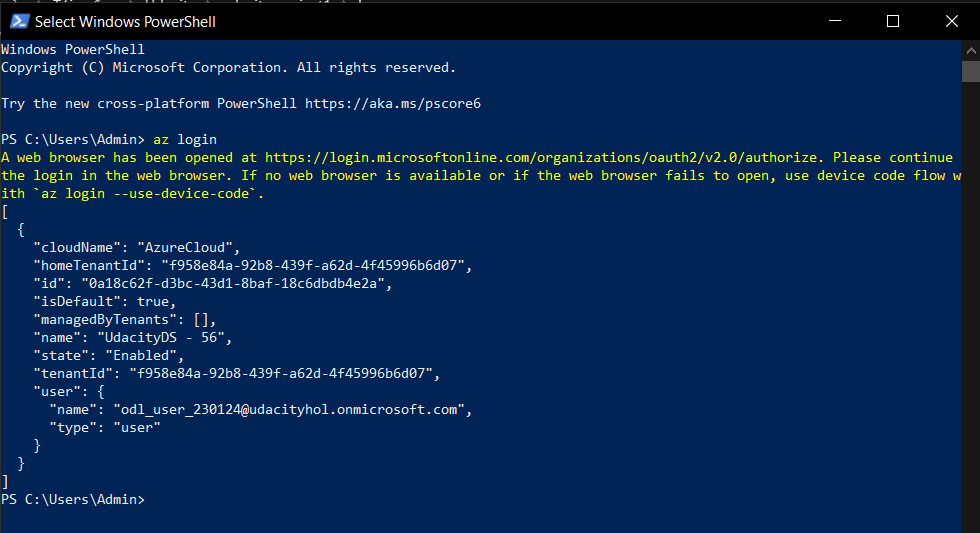 Select Windows PowerShell
Windows PowerShell
Copyright (C) Microsoft Corporation. All rights reserved.
Try the new cross-platform PowerShell https://aka.ms/pscore6
PS C:\Users\Admin> az login
A web browser has been opened at https://login.microsoftonline.com/organizations/oauth2/v2.0/authorize. Please continue
the login in the web browser. If no web browser is available or if the web browser fails to open, use device code flow w
ith `az login --use-device-code`.
[
  {
    "cloudName": "AzureCloud",
    "homeTenantId": "f958e84a-92b8-439f-a62d-4f45996b6d07",
    "id": "0a18c62f-d3bc-43d1-8baf-18c6dbdb4e2a",
    "isDefault": true,
    "managedByTenants": [],
    "name": "UdacityDS - 56",
    "state": "Enabled",
    "tenantId": "f958e84a-92b8-439f-a62d-4f45996b6d07",
    "user": {
      "name": "odl_user_230124@udacityhol.onmicrosoft.com",
      "type": "user"
    }
  }
]
PS C:\Users\Admin>